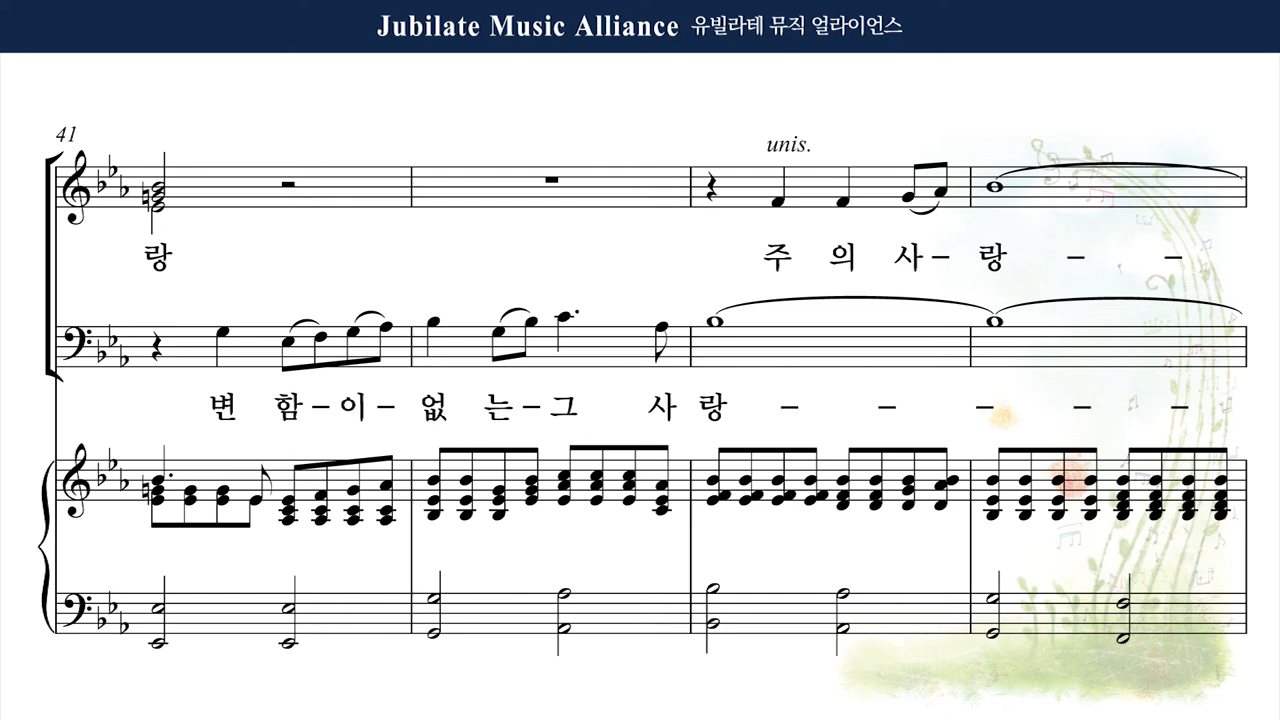 Jubilate Music Alliance 유빌라테 뮤직 얼라이언스
41
unis.
랑 주 의 사 – 랑 – –
변 함 – 이 – 없 는 – 그 사 랑 – – – – –